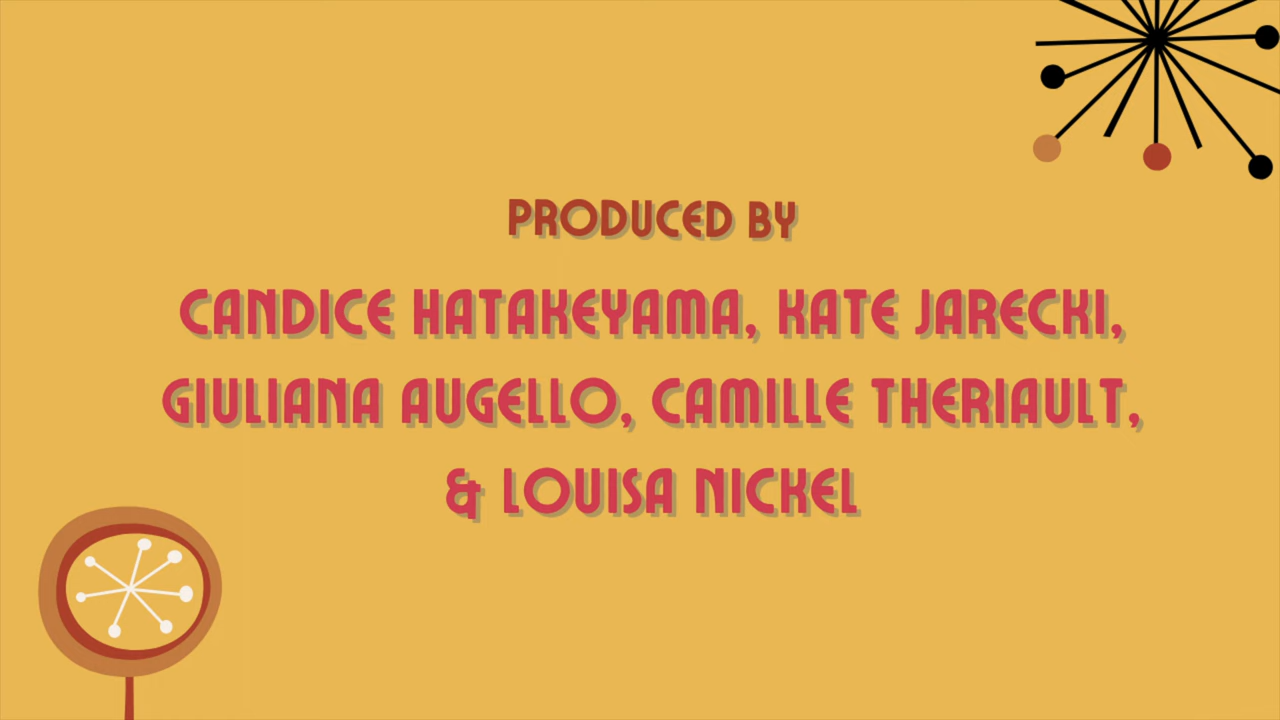 PRODUCED BY
CANDICE HATAKEYAMA, KATE JARECKI,
GIULIANA AUGELLO, CAMILLE THERIAULT,
& LOUISA NICKEL